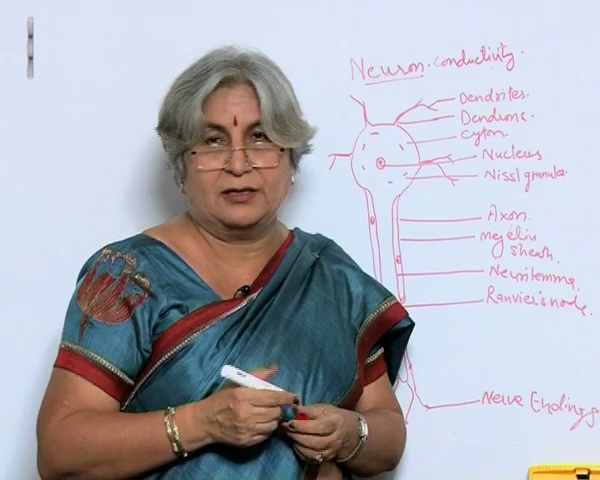 Neuron. conductivity.
Dendrites.
Dendrons.
Cyton.
Nucleus
Nissl granules.
Axon.
myelin
sheath.
Neurilemma
Ranvier's node.
Nerve Endings